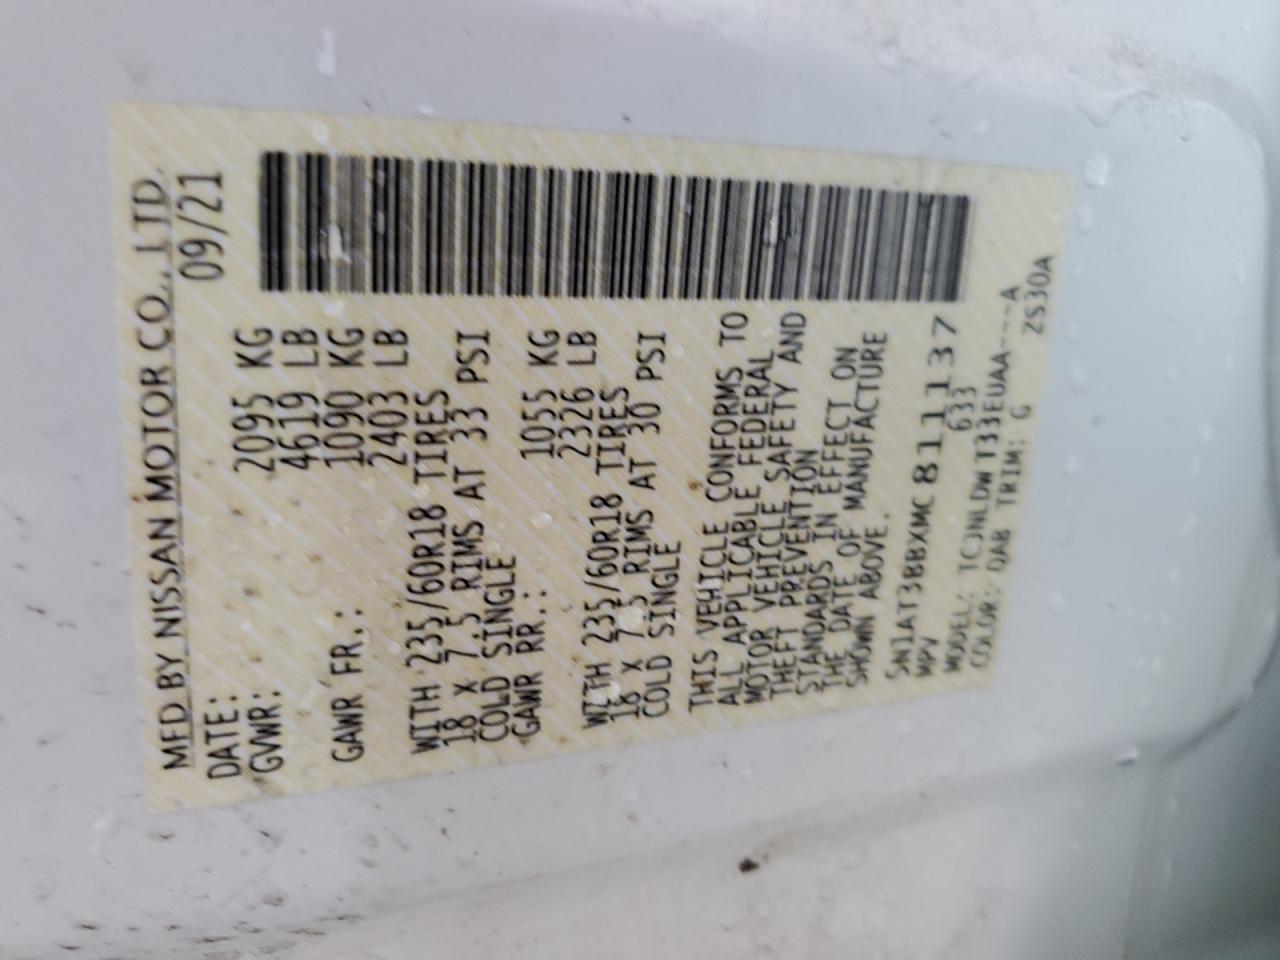 MFD BY NISSAN MOTOR CO., LTD.
DATE: 09/21
GVWR: 2095 KG
4619 LB
GAWR FR.: 1090 KG
2403 LB
WITH 235/60R18 TIRES
18 X 7.5 RIMS AT 33 PSI
COLD SINGLE
GAWR RR.: 1055 KG
2326 LB
WITH 235/60R18 TIRES
18 X 7.5 RIMS AT 30 PSI
COLD SINGLE
THIS VEHICLE CONFORMS TO
ALL APPLICABLE FEDERAL
MOTOR VEHICLE SAFETY AND
THEFT PREVENTION
STANDARDS IN EFFECT ON
THE DATE OF MANUFACTURE
SHOWN ABOVE.
5N1AT3BBXMC811137
MPV 633
MODEL: TCJNLDWT33EUAA---A
COLOR: QAB TRIM: G ZS30A